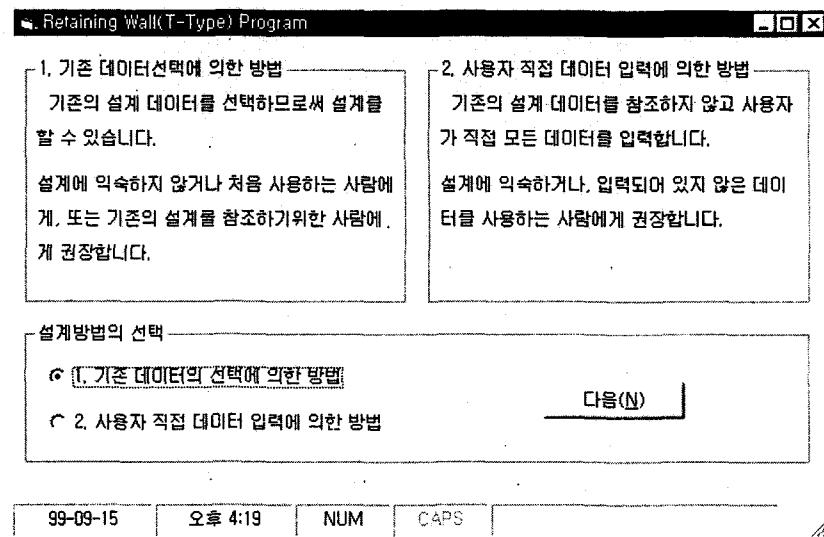 Retaining Wall(T-Type) Program
1. 기존 데이터선택에 의한 방법
기존의 설계 데이터를 선택하므로써 설계를
할 수 있습니다.
설계에 익숙하지 않거나 처음 사용하는 사람에
게, 또는 기존의 설계를 참조하기위한 사람에
게 권장합니다.
2. 사용자 직접 데이터 입력에 의한 방법
기존의 설계 데이터를 참조하지 않고 사용자
가 직접 모든 데이터를 입력합니다.
설계에 익숙하거나, 입력되어 있지 않은 데이
터를 사용하는 사람에게 권장합니다.
설계방법의 선택
1. 기존 데이터의 선택에 의한 방법
2. 사용자 직접 데이터 입력에 의한 방법
다음(N)
99-09-15 오후 4:19 NUM CAPS